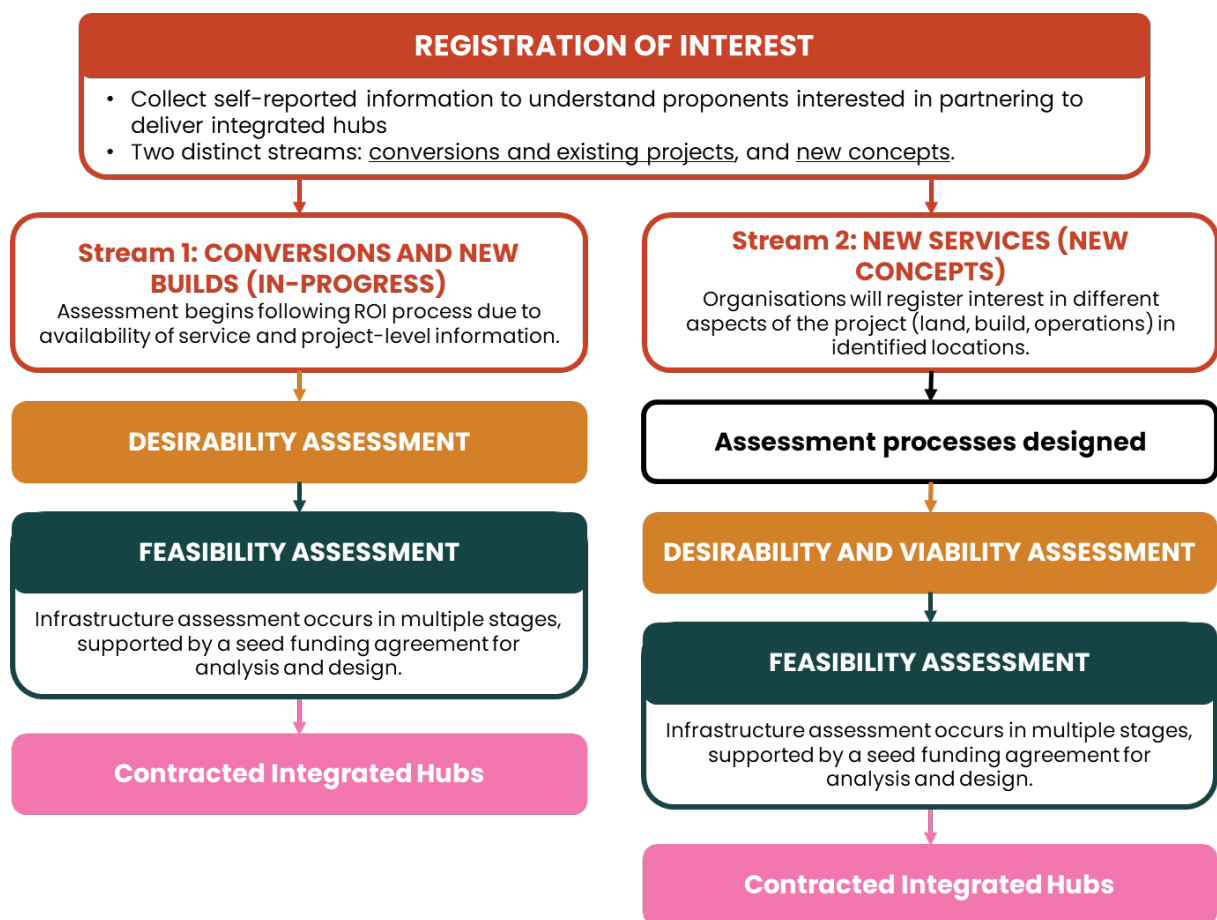 REGISTRATION OF INTEREST
• Collect self-reported information to understand proponents interested in partnering to
deliver integrated hubs
• Two distinct streams: conversions and existing projects, and new concepts.
Stream 1: CONVERSIONS AND NEW
BUILDS (IN-PROGRESS)
Assessment begins following ROI process due to
availability of service and project-level information.
DESIRABILITY ASSESSMENT
FEASIBILITY ASSESSMENT
Infrastructure assessment occurs in multiple stages,
supported by a seed funding agreement for
analysis and design.
Contracted Integrated Hubs
Stream 2: NEW SERVICES (NEW
CONCEPTS)
Organisations will register interest in different
aspects of the project (land, build, operations) in
identified locations.
Assessment processes designed
DESIRABILITY AND VIABILITY ASSESSMENT
FEASIBILITY ASSESSMENT
Infrastructure assessment occurs in multiple stages,
supported by a seed funding agreement for
analysis and design.
Contracted Integrated Hubs